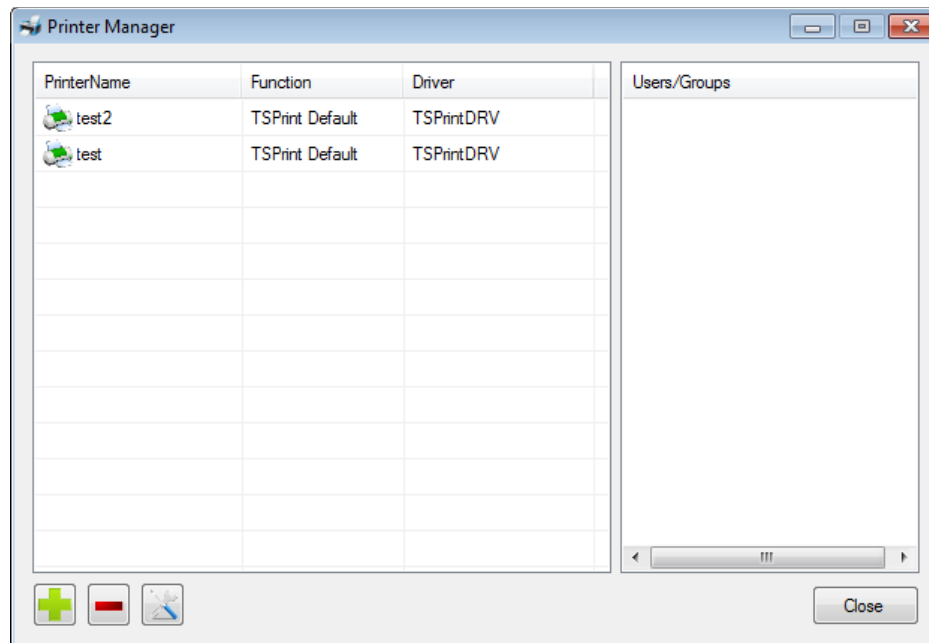 Printer Manager
PrinterName Function Driver Users/Groups
test2 TSPrint Default TSPrintDRV
test TSPrint Default TSPrintDRV
Close